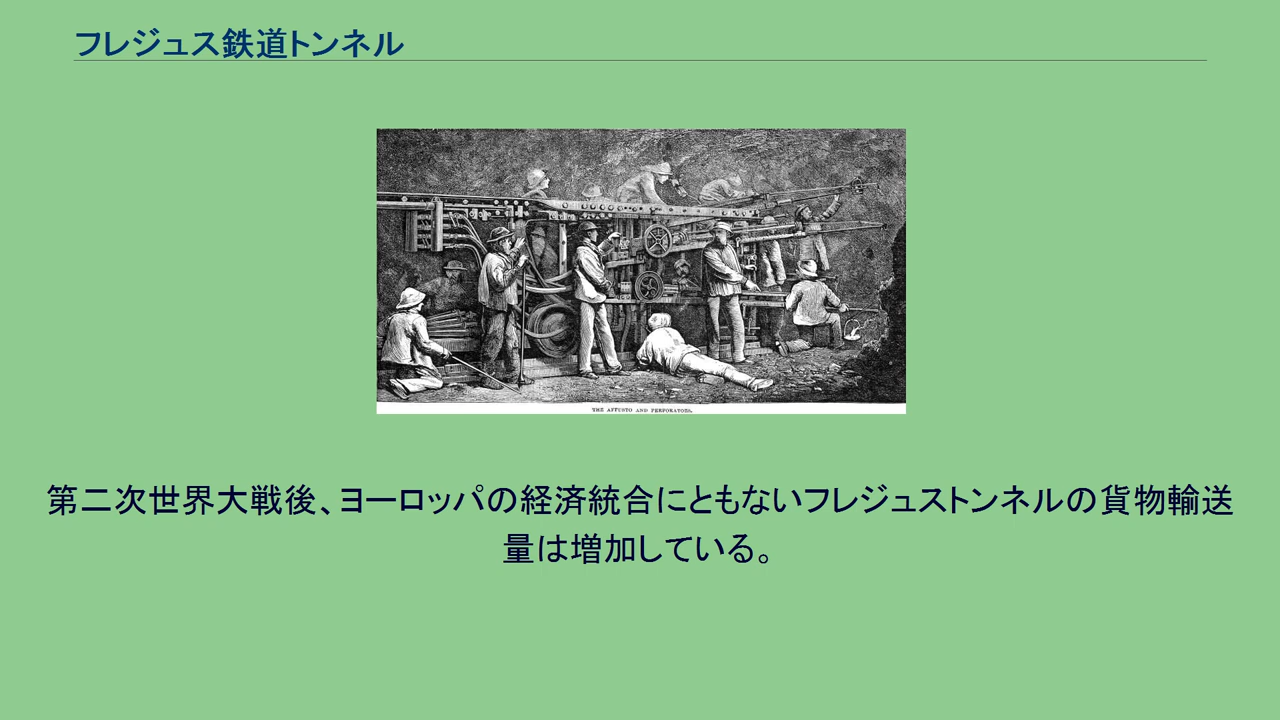 フレジュス鉄道トンネル
THE AFFUSTO AND PERFORATORS.
第二次世界大戦後、ヨーロッパの経済統合にともないフレジュストンネルの貨物輸送
量は増加している。